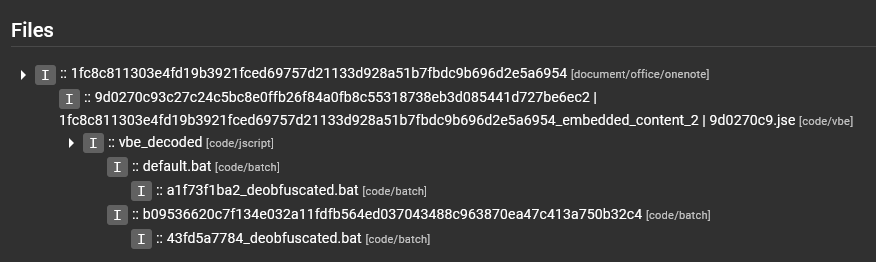 Files
I :: 1fc8c811303e4fd19b3921fced69757d21133d928a51b7fbdc9b696d2e5a6954 [document/office/onenote]
I :: 9d0270c93c27c24c5bc8e0ffb26f84a0fb8c55318738eb3d085441d727be6ec2 |
1fc8c811303e4fd19b3921fced69757d21133d928a51b7fbdc9b696d2e5a6954_embedded_content_2 | 9d0270c9.jse [code/vbe]
I :: vbe_decoded [code/jscript]
I :: default.bat [code/batch]
I :: a1f73f1ba2_deobfuscated.bat [code/batch]
I :: b09536620c7f134e032a11fdfb564ed037043488c963870ea47c413a750b32c4 [code/batch]
I :: 43fd5a7784_deobfuscated.bat [code/batch]